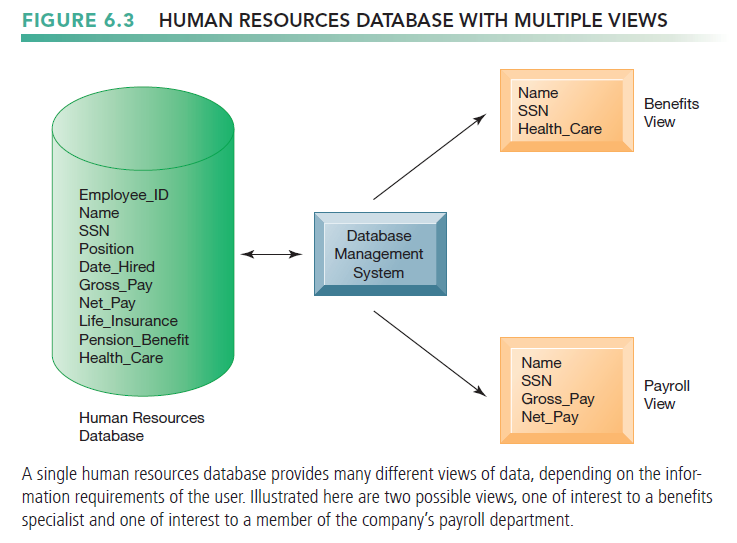 FIGURE 6.3 HUMAN RESOURCES DATABASE WITH MULTIPLE VIEWS
Employee_ID
Name
SSN
Position
Date_Hired
Gross_Pay
Net_Pay
Life_Insurance
Pension_Benefit
Health_Care
Human Resources
Database
Database
Management
System
Name
SSN
Health_Care
Benefits
View
Name
SSN
Gross_Pay
Net_Pay
Payroll
View
A single human resources database provides many different views of data, depending on the infor-
mation requirements of the user. Illustrated here are two possible views, one of interest to a benefits
specialist and one of interest to a member of the company's payroll department.